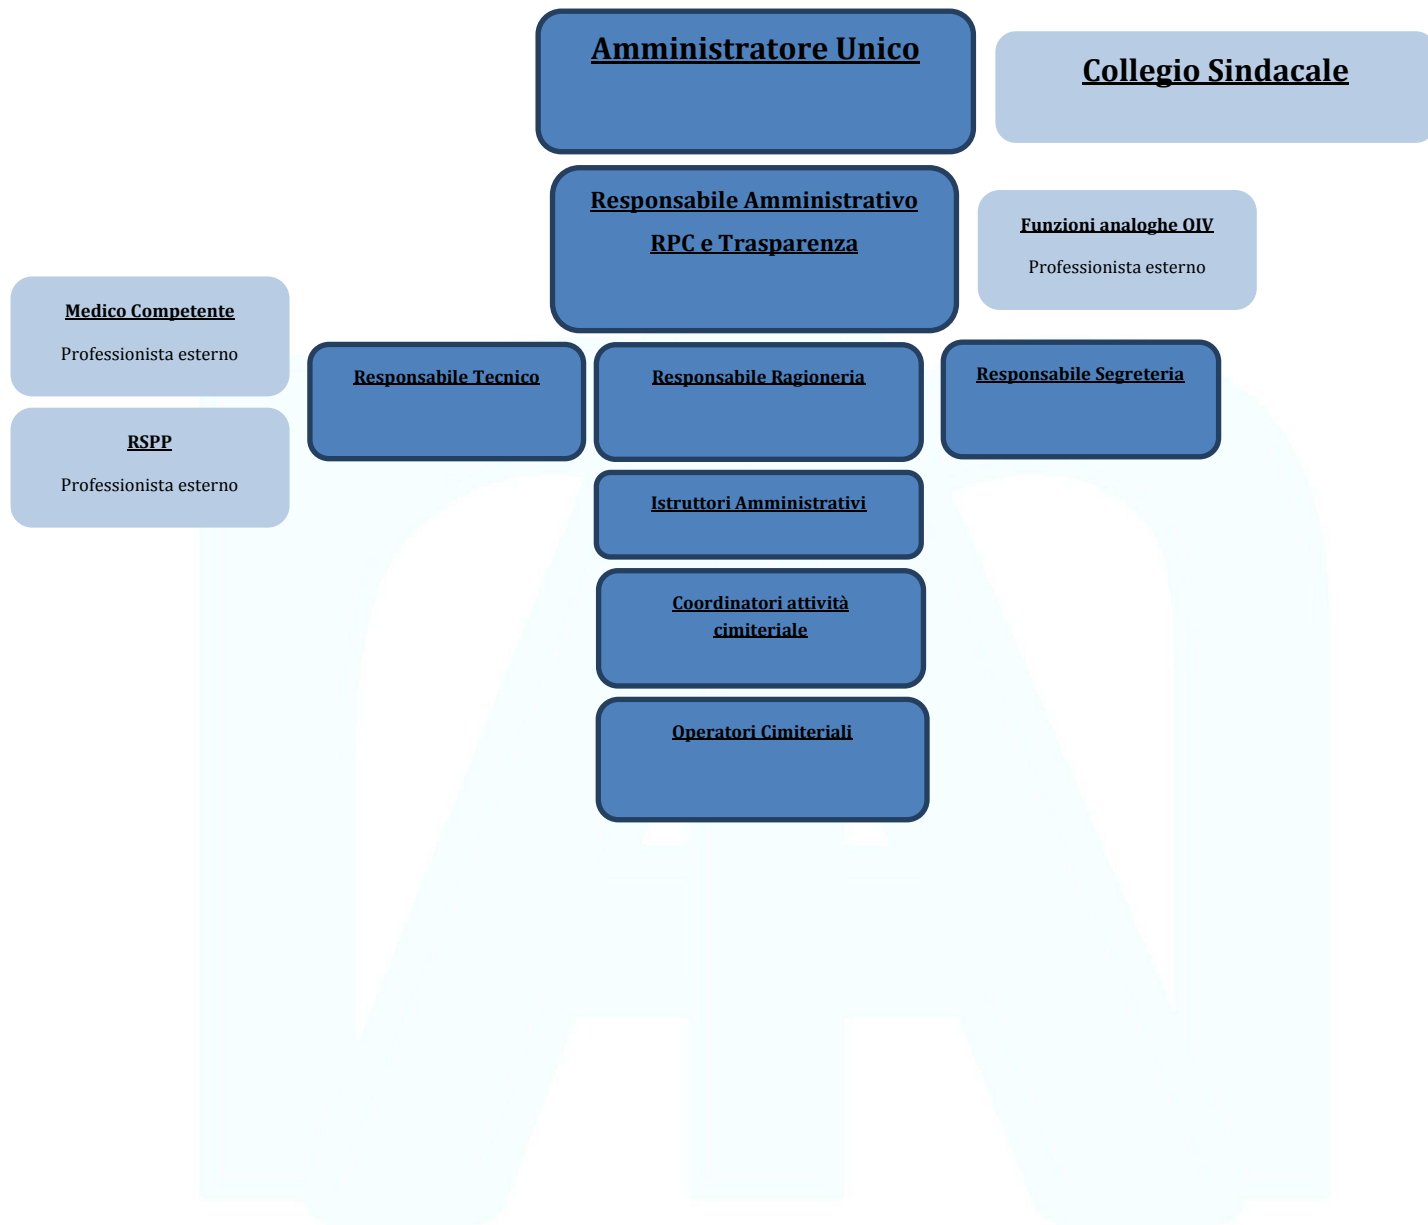 Amministratore Unico
Collegio Sindacale
Responsabile Amministrativo
RPC e Trasparenza
Funzioni analoghe OIV
Professionista esterno
Medico Competente
Professionista esterno
Responsabile Tecnico
Responsabile Ragioneria
Responsabile Segreteria
RSPP
Professionista esterno
Istruttori Amministrativi
Coordinatori attività
cimiteriale
Operatori Cimiteriali